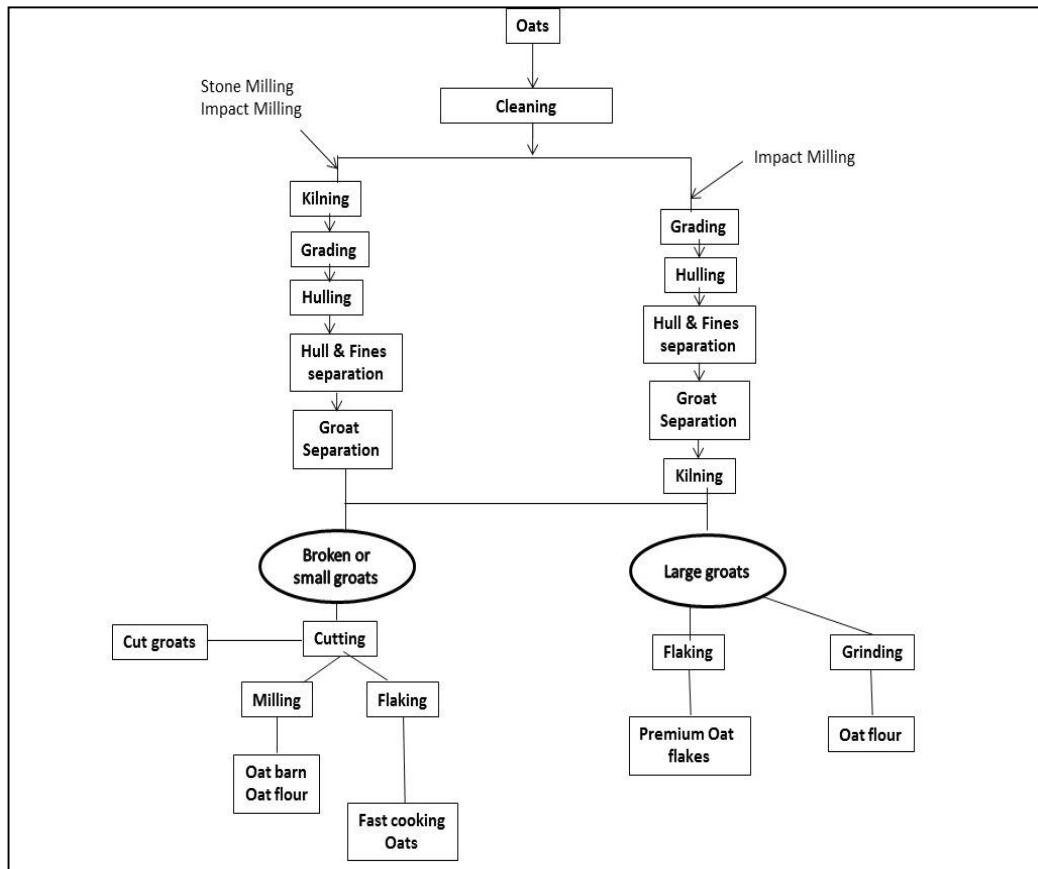 Oats
Cleaning
Stone Milling
Impact Milling
Impact Milling
Kilning
Grading
Hulling
Hull & Fines
separation
Groat
Separation
Grading
Hulling
Hull & Fines
separation
Groat
Separation
Kilning
Broken or
small groats
Large groats
Cut groats
Cutting
Milling
Flaking
Oat barn
Oat flour
Fast cooking
Oats
Flaking
Grinding
Premium Oat
flakes
Oat flour